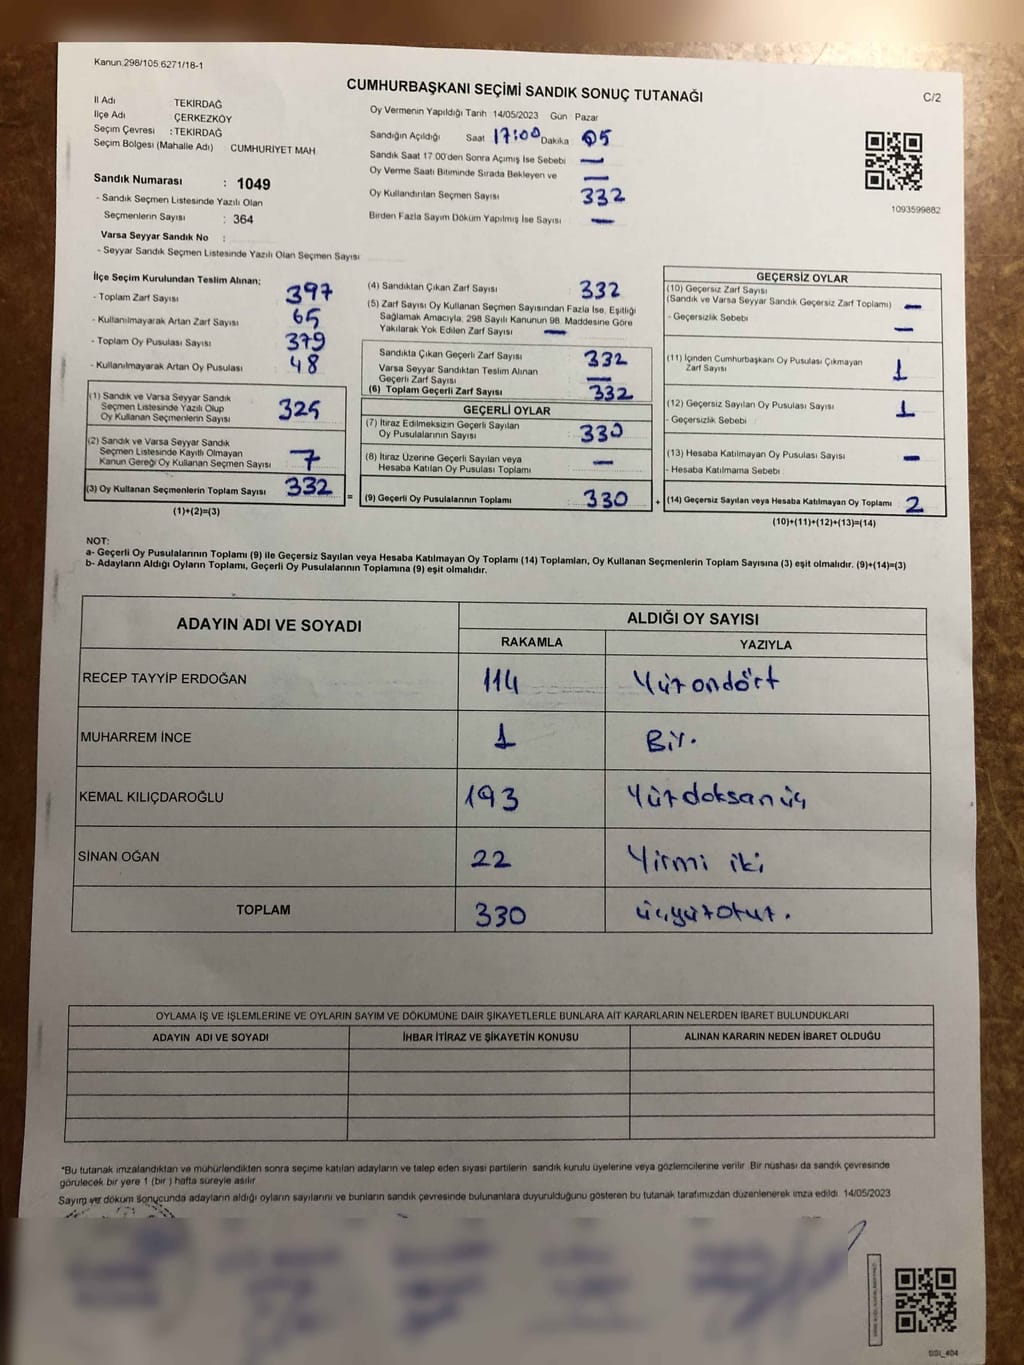 Kanun.298/105.6271/18-1
CUMHURBAŞKANI SEÇİMİ SANDIK SONUÇ TUTANAĞI
C/2
İl Adı TEKİRDAĞ
İlçe Adı ÇERKEZKÖY
Seçim Çevresi : TEKİRDAĞ
Seçim Bölgesi (Mahalle Adı) CUMHURİYET MAH.
Sandık Numarası : 1049
- Sandık Seçmen Listesinde Yazılı Olan
Seçmenlerin Sayısı : 364
Varsa Seyyar Sandık No :
- Seyyar Sandık Seçmen Listesinde Yazılı Olan Seçmen Sayısı
Oy Vermenin Yapıldığı Tarih 14/05/2023 Gün Pazar
Sandığın Açıldığı Saat 17:00 Dakika 05
Sandık Saat 17.00'den Sonra Açımış İse Sebebi —
Oy Verme Saati Bitiminde Sırada Bekleyen ve —
Oy Kullandırılan Seçmen Sayısı 332
Birden Fazla Sayım Döküm Yapılmış İse Sayısı —
1093599882
İlçe Seçim Kurulundan Teslim Alınan;
- Toplam Zarf Sayısı 397
- Kullanılmayarak Artan Zarf Sayısı 65
- Toplam Oy Pusulası Sayısı 379
- Kullanılmayarak Artan Oy Pusulası 48
(1) Sandık ve Varsa Seyyar Sandık
Seçmen Listesinde Yazılı Olup
Oy Kullanan Seçmenlerin Sayısı 325
(2) Sandık ve Varsa Seyyar Sandık
Seçmen Listesinde Kayıtlı Olmayan
Kanun Gereği Oy Kullanan Seçmen Sayısı 7
(3) Oy Kullanan Seçmenlerin Toplam Sayısı 332
(1)+(2)=(3)
=
(4) Sandıktan Çıkan Zarf Sayısı 332
(5) Zarf Sayısı Oy Kullanan Seçmen Sayısından Fazla İse, Eşitliği
Sağlamak Amacıyla, 298 Sayılı Kanunun 98. Maddesine Göre
Yakılarak Yok Edilen Zarf Sayısı —
Sandıkta Çıkan Geçerli Zarf Sayısı 332
Varsa Seyyar Sandıktan Teslim Alınan
Geçerli Zarf Sayısı —
(6) Toplam Geçerli Zarf Sayısı 332
GEÇERLİ OYLAR
(7) İtiraz Edilmeksizin Geçerli Sayılan
Oy Pusulalarının Sayısı 330
(8) İtiraz Üzerine Geçerli Sayılan veya
Hesaba Katılan Oy Pusulası Toplamı —
(9) Geçerli Oy Pusulalarının Toplamı 330
+
GEÇERSİZ OYLAR
(10) Geçersiz Zarf Sayısı
(Sandık ve Varsa Seyyar Sandık Geçersiz Zarf Toplamı) —
- Geçersizlik Sebebi —
(11) İçinden Cumhurbaşkanı Oy Pusulası Çıkmayan
Zarf Sayısı 1
(12) Geçersiz Sayılan Oy Pusulası Sayısı 1
- Geçersizlik Sebebi
(13) Hesaba Katılmayan Oy Pusulası Sayısı —
- Hesaba Katılmama Sebebi
(14) Geçersiz Sayılan veya Hesaba Katılmayan Oy Toplamı 2
(10)+(11)+(12)+(13)=(14)
NOT:
a- Geçerli Oy Pusulalarının Toplamı (9) ile Geçersiz Sayılan veya Hesaba Katılmayan Oy Toplamı (14) Toplamları, Oy Kullanan Seçmenlerin Toplam Sayısına (3) eşit olmalıdır. (9)+(14)=(3)
b- Adayların Aldığı Oyların Toplamı, Geçerli Oy Pusulalarının Toplamına (9) eşit olmalıdır.
ADAYIN ADI VE SOYADI ALDIĞI OY SAYISI
RAKAMLA YAZIYLA
RECEP TAYYİP ERDOĞAN 114 Yüzondört
MUHARREM İNCE 1 Bir.
KEMAL KILIÇDAROĞLU 193 Yüzdoksanüç
SİNAN OĞAN 22 Yirmi iki
TOPLAM 330 üçyüzotuz.
OYLAMA İŞ VE İŞLEMLERİNE VE OYLARIN SAYIM VE DÖKÜMÜNE DAİR ŞİKAYETLERLE BUNLARA AİT KARARLARIN NELERDEN İBARET BULUNDUKLARI
ADAYIN ADI VE SOYADI İHBAR İTİRAZ VE ŞİKAYETİN KONUSU ALINAN KARARIN NEDEN İBARET OLDUĞU
*Bu tutanak imzalandıktan ve mühürlendikten sonra seçime katılan adayların ve talep eden siyasi partilerin sandık kurulu üyelerine veya gözlemcilerine verilir. Bir nüshası da sandık çevresinde
görülecek bir yere 1 (bir ) hafta süreyle asılır.
Sayım ve döküm sonucunda adayların aldığı oyların sayılarını ve bunların sandık çevresinde bulunanlara duyurulduğunu gösteren bu tutanak tarafımızdan düzenlenerek imza edildi. 14/05/2023